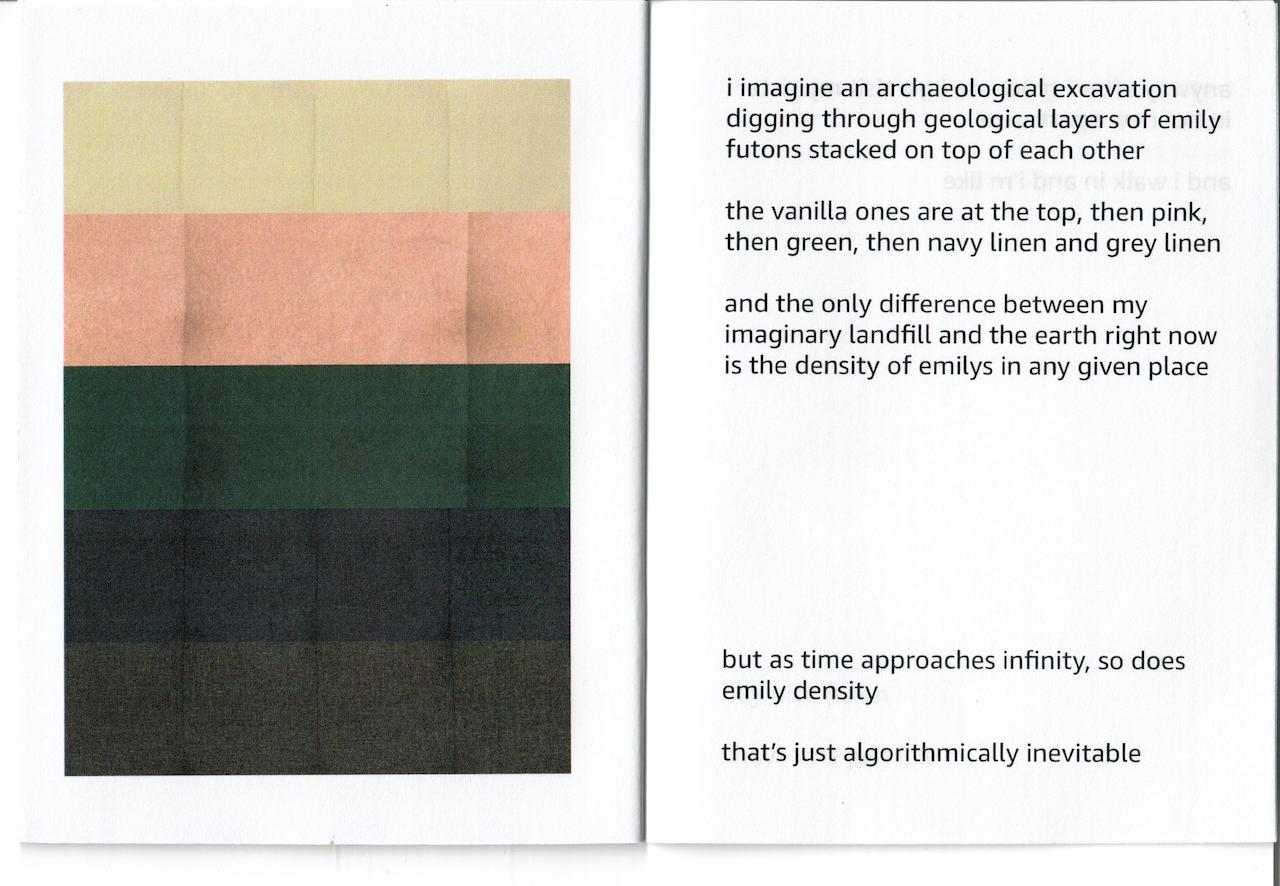 i imagine an archaeological excavation
digging through geological layers of emily
futons stacked on top of each other
the vanilla ones are at the top, then pink,
then green, then navy linen and grey linen
and the only difference between my
imaginary landfill and the earth right now
is the density of emilys in any given place
but as time approaches infinity, so does
emily density
that’s just algorithmically inevitable